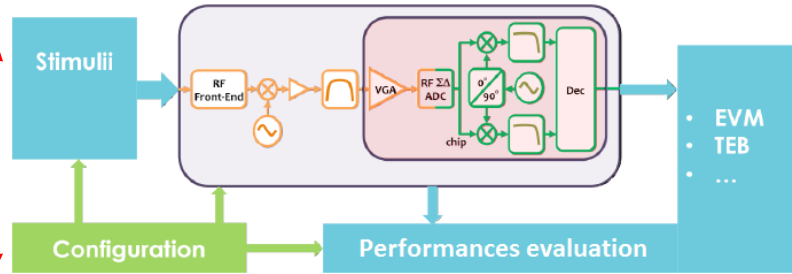 Stimulii
RF
Front-End
VGA
RF ΣΔ
ADC
0°
90°
Dec
chip
• EVM
• TEB
• ...
Configuration
Performances evaluation